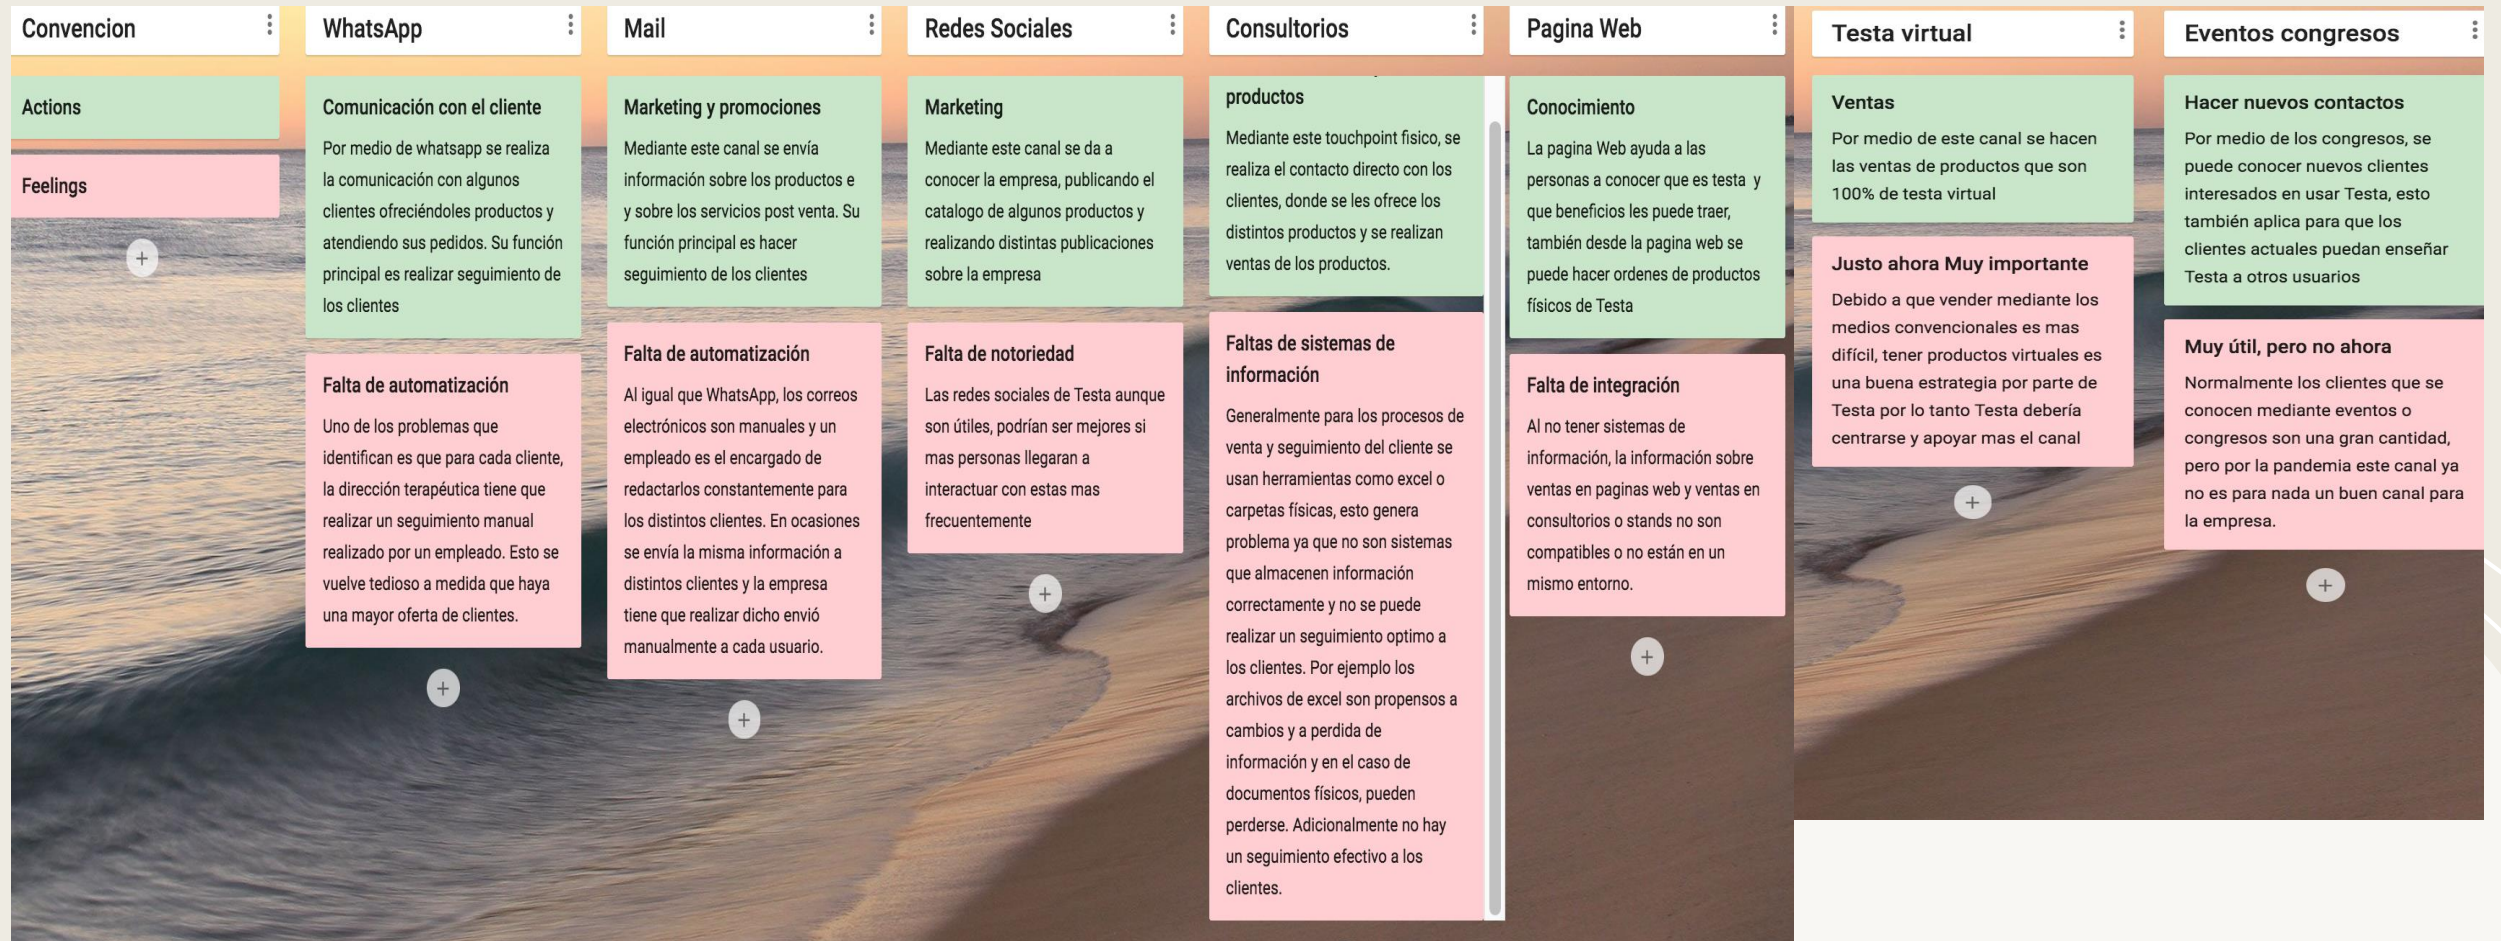 Convencion
Actions
Feelings
WhatsApp
Comunicación con el cliente
Por medio de whatsapp se realiza
la comunicación con algunos
clientes ofreciéndoles productos y
atendiendo sus pedidos. Su función
principal es realizar seguimiento de
los clientes
Falta de automatización
Uno de los problemas que
identifican es que para cada cliente,
la dirección terapéutica tiene que
realizar un seguimiento manual
realizado por un empleado. Esto se
vuelve tedioso a medida que haya
una mayor oferta de clientes.
Mail
Marketing y promociones
Mediante este canal se envía
información sobre los productos e
y sobre los servicios post venta. Su
función principal es hacer
seguimiento de los clientes
Falta de automatización
Al igual que WhatsApp, los correos
electrónicos son manuales y un
empleado es el encargado de
redactarlos constantemente para
los distintos clientes. En ocasiones
se envía la misma información a
distintos clientes y la empresa
tiene que realizar dicho envió
manualmente a cada usuario.
Redes Sociales
Marketing
Mediante este canal se da a
conocer la empresa, publicando el
catalogo de algunos productos y
realizando distintas publicaciones
sobre la empresa
Falta de notoriedad
Las redes sociales de Testa aunque
son útiles, podrían ser mejores si
mas personas llegaran a
interactuar con estas mas
frecuentemente
Consultorios
productos
Mediante este touchpoint fisico, se
realiza el contacto directo con los
clientes, donde se les ofrece los
distintos productos y se realizan
ventas de los productos.
Faltas de sistemas de
información
Generalmente para los procesos de
venta y seguimiento del cliente se
usan herramientas como excel o
carpetas físicas, esto genera
problema ya que no son sistemas
que almacenen información
correctamente y no se puede
realizar un seguimiento optimo a
los clientes. Por ejemplo los
archivos de excel son propensos a
cambios y a perdida de
información y en el caso de
documentos físicos, pueden
perderse. Adicionalmente no hay
un seguimiento efectivo a los
clientes.
Pagina Web
Conocimiento
La pagina Web ayuda a las
personas a conocer que es testa y
que beneficios les puede traer,
también desde la pagina web se
puede hacer ordenes de productos
físicos de Testa
Falta de integración
Al no tener sistemas de
información, la información sobre
ventas en paginas web y ventas en
consultorios o stands no son
compatibles o no están en un
mismo entorno.
Testa virtual
Ventas
Por medio de este canal se hacen
las ventas de productos que son
100% de testa virtual
Justo ahora Muy importante
Debido a que vender mediante los
medios convencionales es mas
difícil, tener productos virtuales es
una buena estrategia por parte de
Testa por lo tanto Testa debería
centrarse y apoyar mas el canal
Eventos congresos
Hacer nuevos contactos
Por medio de los congresos, se
puede conocer nuevos clientes
interesados en usar Testa, esto
también aplica para que los
clientes actuales puedan enseñar
Testa a otros usuarios
Muy útil, pero no ahora
Normalmente los clientes que se
conocen mediante eventos o
congresos son una gran cantidad,
pero por la pandemia este canal ya
no es para nada un buen canal para
la empresa.